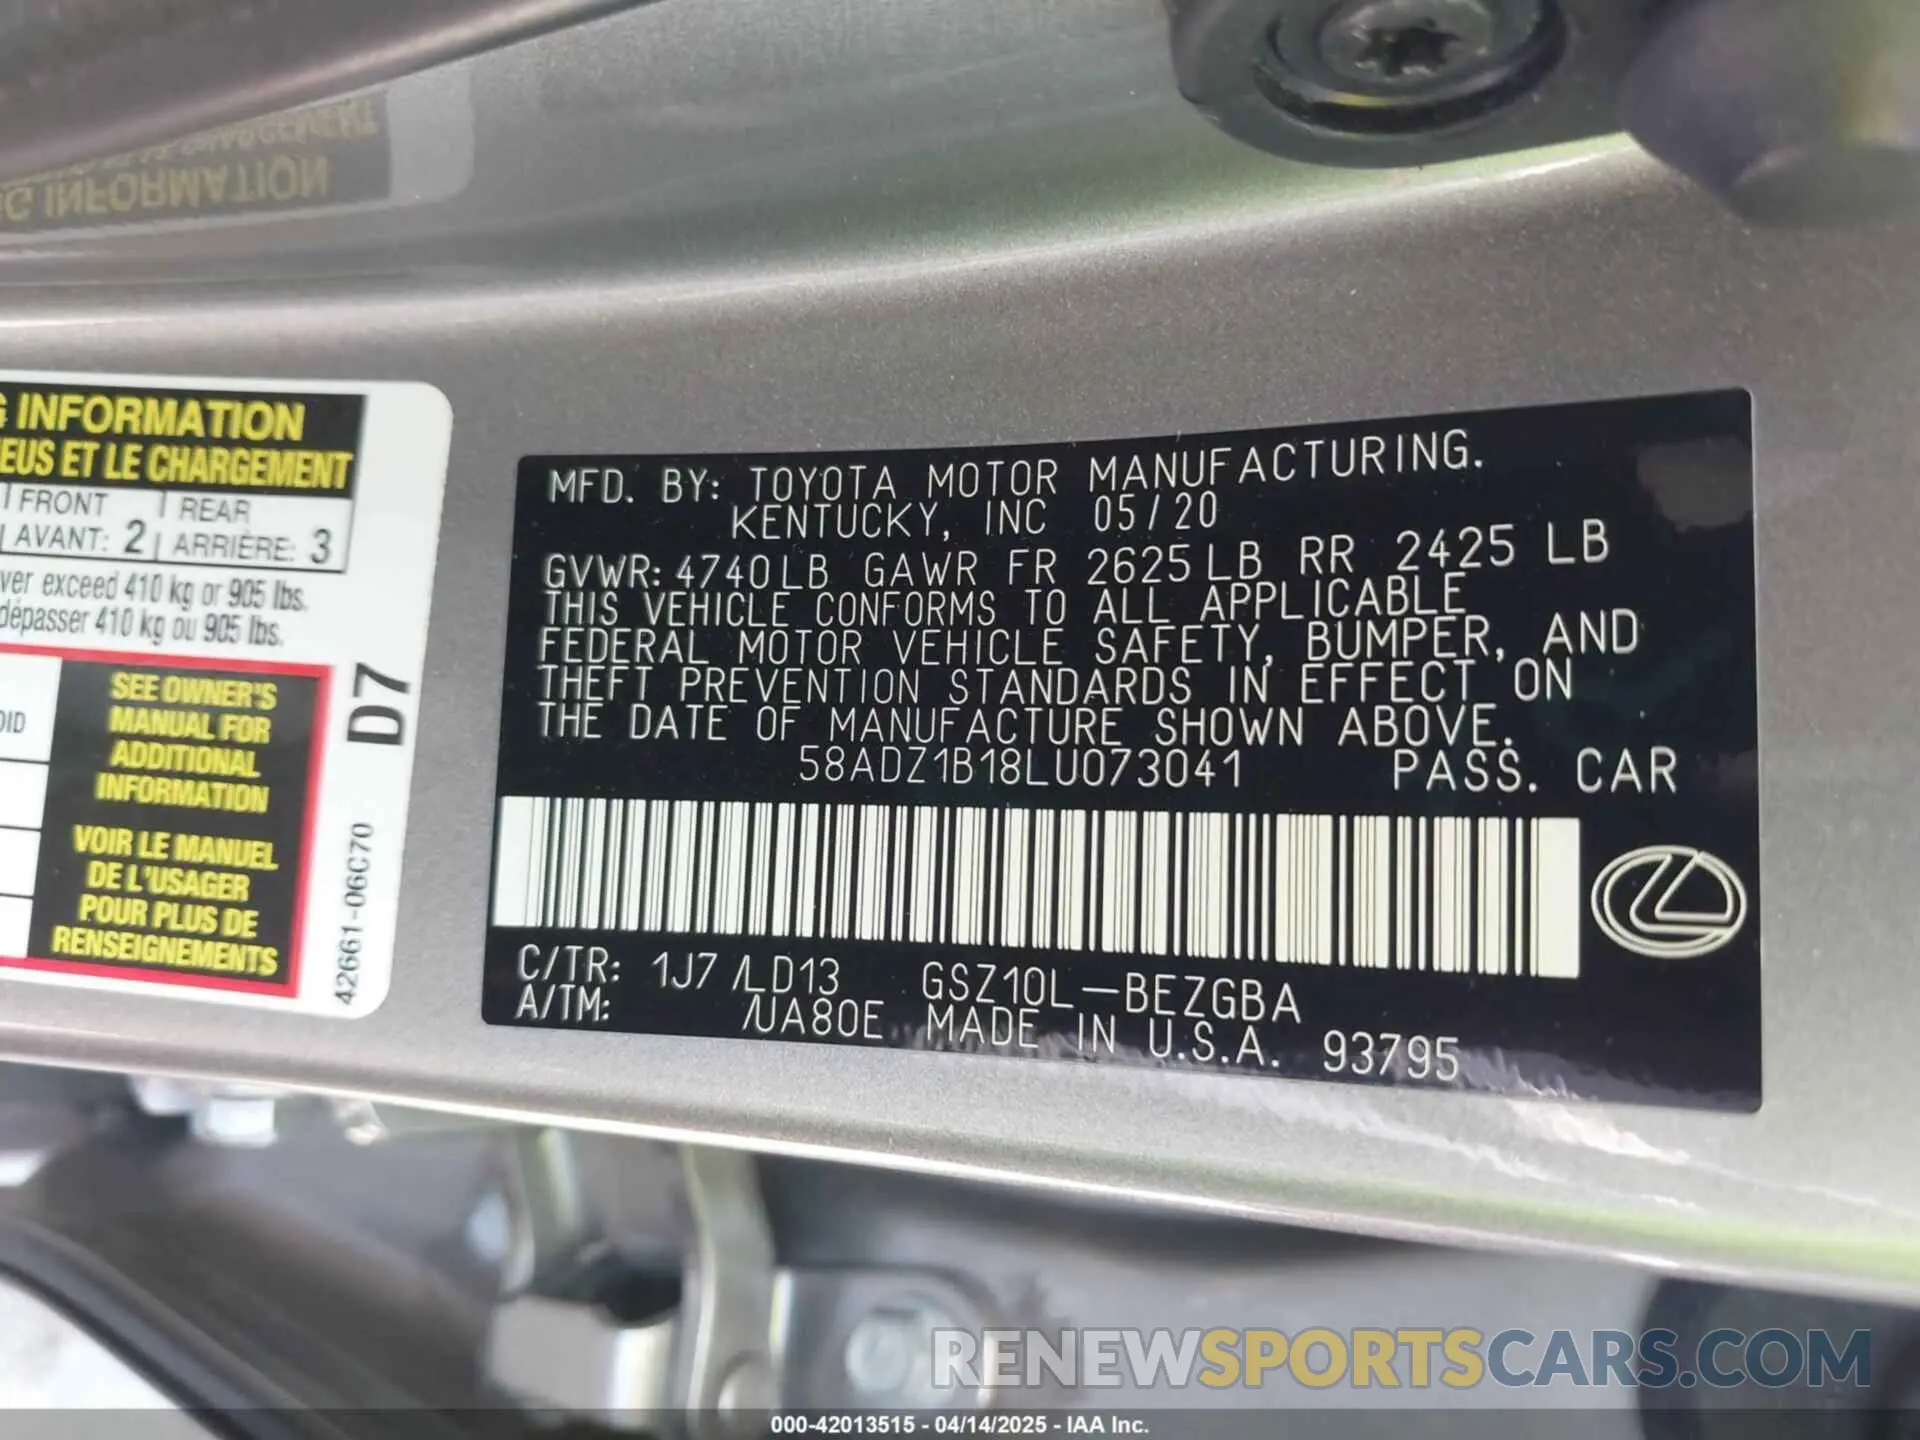 INFORMATION
EUS ET LE CHARGEMENT
FRONT REAR
AVANT: 2 ARRIÈRE: 3
ver exceed 410 kg or 905 lbs.
dépasser 410 kg ou 905 lbs.
SEE OWNER'S
MANUAL FOR
ADDITIONAL
INFORMATION
VOIR LE MANUEL
DE L'USAGER
POUR PLUS DE
RENSEIGNEMENTS
D7
42661-06C70
MFD. BY: TOYOTA MOTOR MANUFACTURING.
KENTUCKY, INC 05/20
GVWR: 4740LB GAWR FR 2625LB RR 2425 LB
THIS VEHICLE CONFORMS TO ALL APPLICABLE
FEDERAL MOTOR VEHICLE SAFETY, BUMPER, AND
THEFT PREVENTION STANDARDS IN EFFECT ON
THE DATE OF MANUFACTURE SHOWN ABOVE.
58ADZ1B18LU073041 PASS. CAR
C/TR: 1J7 /LD13 GSZ10L-BEZGBA
A/TM: /UA80E MADE IN U.S.A. 93795
RENEWSPORTSCARS.COM
000-42013515 - 04/14/2025 - IAA Inc.